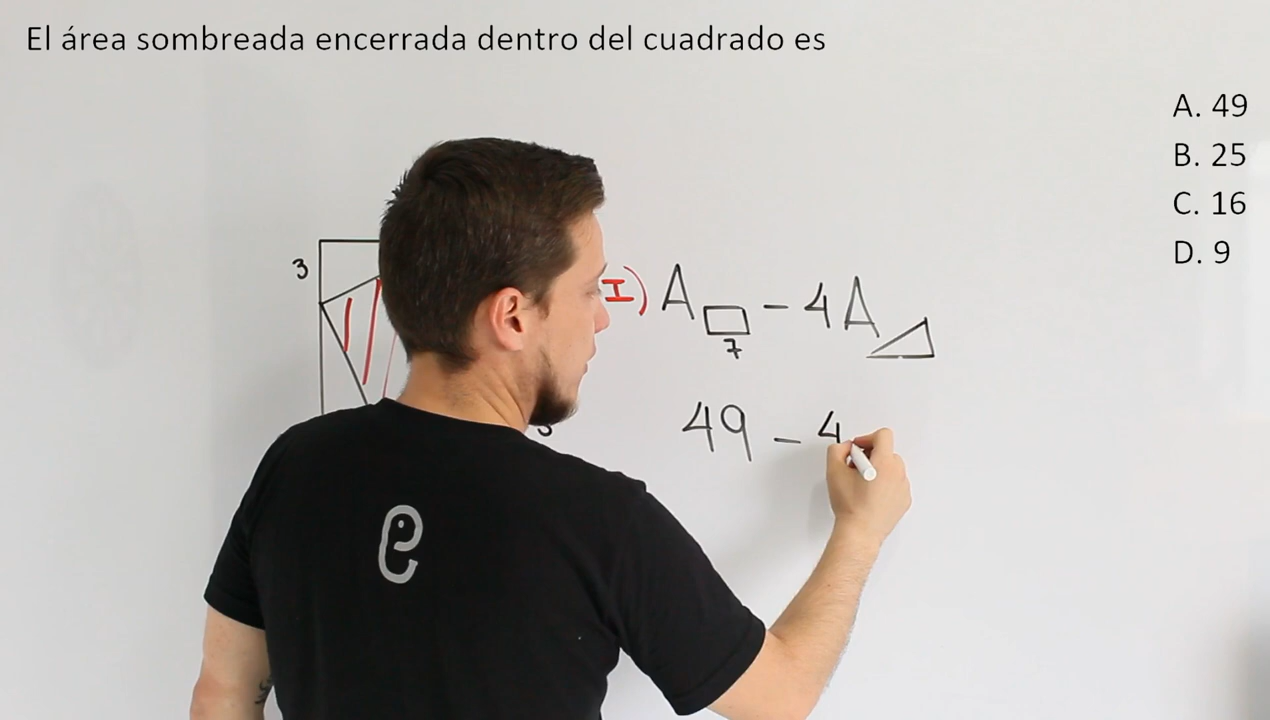 El área sombreada encerrada dentro del cuadrado es
A. 49
B. 25
C. 16
D. 9
3
I) A□ - 4A◿
7
49 - 4
e